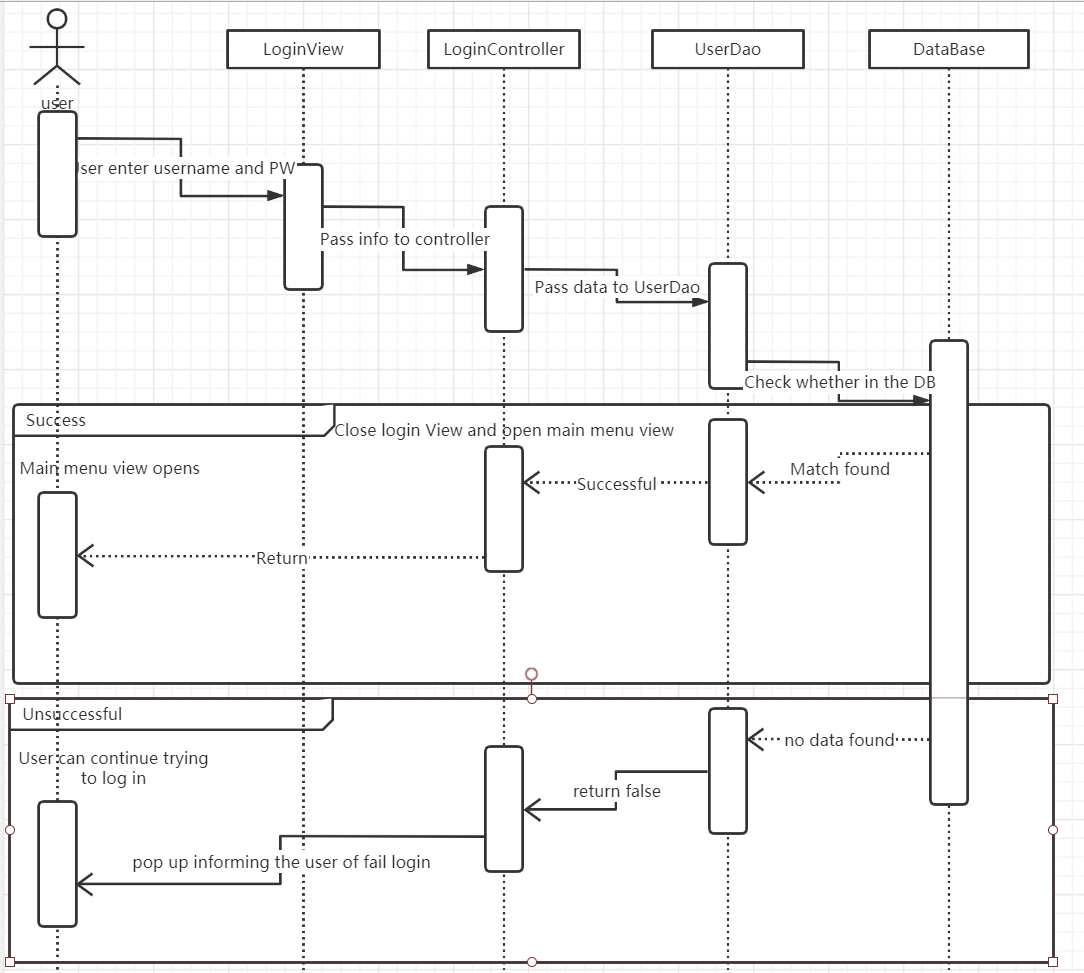 user
LoginView
LoginController
UserDao
DataBase
User enter username and PW
Pass info to controller
Pass data to UserDao
Check whether in the DB
Success
Close login View and open main menu view
Main menu view opens
Match found
Successful
Return
Unsuccessful
no data found
User can continue trying
to log in
return false
pop up informing the user of fail login